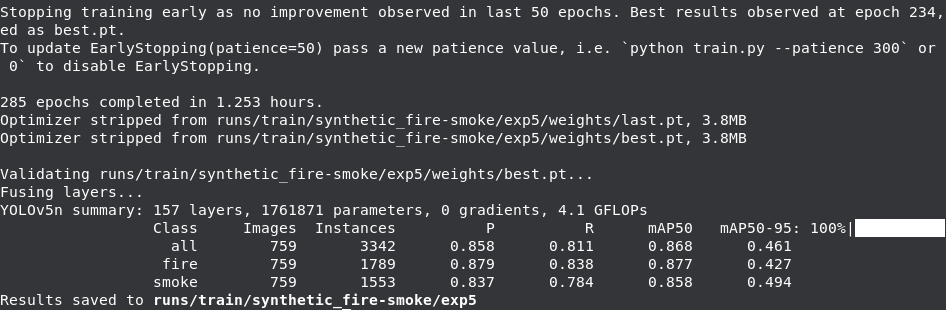 Stopping training early as no improvement observed in last 50 epochs. Best results observed at epoch 234,
ed as best.pt.
To update EarlyStopping(patience=50) pass a new patience value, i.e. `python train.py --patience 300` or
0` to disable EarlyStopping.
285 epochs completed in 1.253 hours.
Optimizer stripped from runs/train/synthetic_fire-smoke/exp5/weights/last.pt, 3.8MB
Optimizer stripped from runs/train/synthetic_fire-smoke/exp5/weights/best.pt, 3.8MB
Validating runs/train/synthetic_fire-smoke/exp5/weights/best.pt...
Fusing layers...
YOLOv5n summary: 157 layers, 1761871 parameters, 0 gradients, 4.1 GFLOPs
Class Images Instances P R mAP50 mAP50-95: 100%|
all 759 3342 0.858 0.811 0.868 0.461
fire 759 1789 0.879 0.838 0.877 0.427
smoke 759 1553 0.837 0.784 0.858 0.494
Results saved to runs/train/synthetic_fire-smoke/exp5